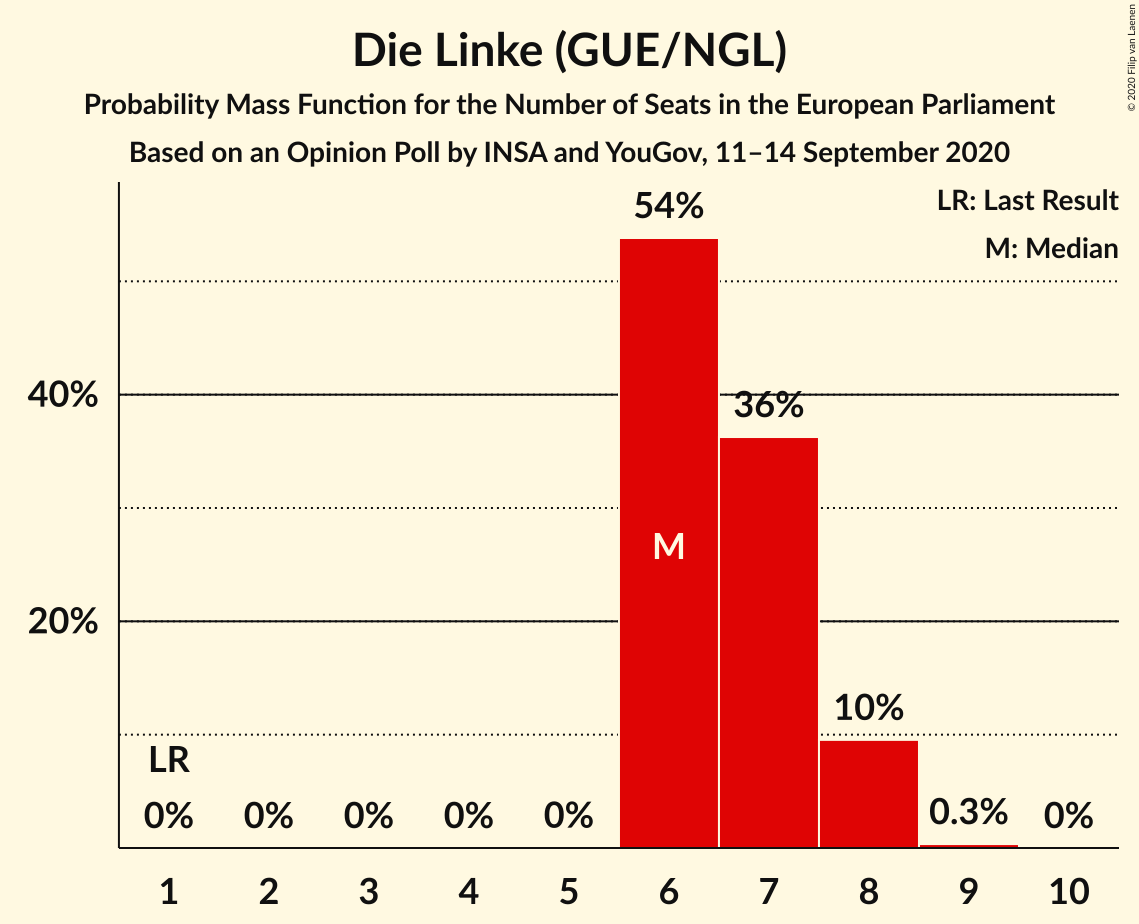 Die Linke (GUE/NGL)
Probability Mass Function for the Number of Seats in the European Parliament
Based on an Opinion Poll by INSA and YouGov, 11–14 September 2020
© 2020 Filip van Laenen
LR: Last Result
M: Median
54%
40%
36%
M
20%
10%
LR
0% 0% 0% 0% 0% 0.3% 0%
1 2 3 4 5 6 7 8 9 10